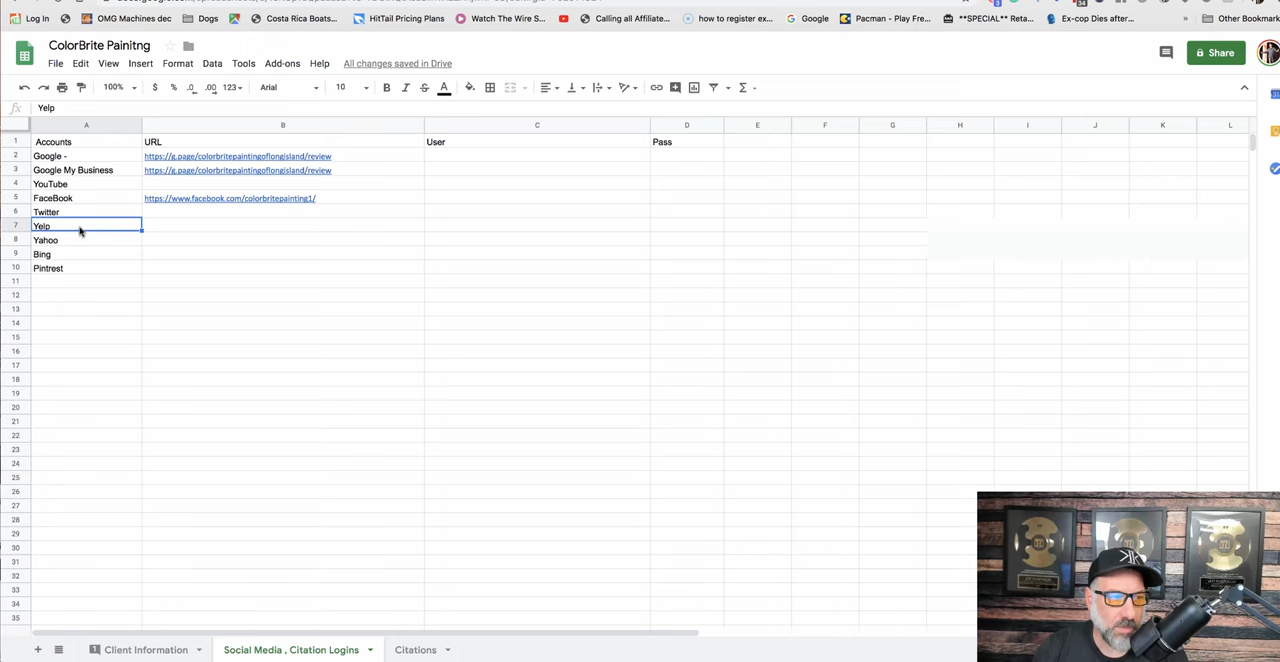 Log In
OMG Machines dec
Dogs
Costa Rica Boats...
HitTail Pricing Plans
Watch The Wire S...
Calling all Affiliate...
how to register ex...
Google
Pacman - Play Fre...
**SPECIAL** Reta...
Ex-cop Dies after...
»
Other Bookmark
ColorBrite Painitng
File Edit View Insert Format Data Tools Add-ons Help All changes saved in Drive
Share
100% $ % .0 .00 123 Arial 10 B I S A
fx Yelp
A B C D E F G H I J K L
1 Accounts URL User Pass
2 Google - https://g.page/colorbritepaintingoflongisland/review
3 Google My Business https://g.page/colorbritepaintingoflongisland/review
4 YouTube
5 FaceBook https://www.facebook.com/colorbritepainting1/
6 Twitter
7 Yelp
8 Yahoo
9 Bing
10 Pintrest
11
12
13
14
15
16
17
18
19
20
21
22
23
24
25
26
27
28
29
30
31
32
33
34
35
Client Information Social Media , Citation Logins Citations